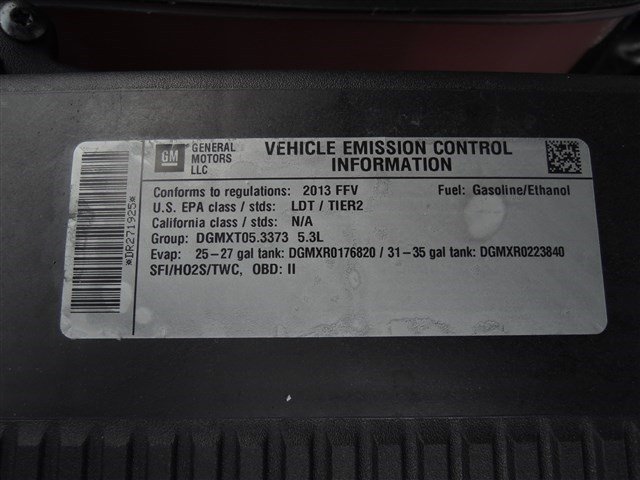 GM
GENERAL
MOTORS
LLC
VEHICLE EMISSION CONTROL
INFORMATION
Conforms to regulations: 2013 FFV
Fuel: Gasoline/Ethanol
U.S. EPA class / stds: LDT / TIER2
California class / stds: N/A
Group: DGMXT05.3373 5.3L
Evap: 25-27 gal tank: DGMXR0176820 / 31-35 gal tank: DGMXR0223840
SFI/HO2S/TWC, OBD: II
*DR271925*